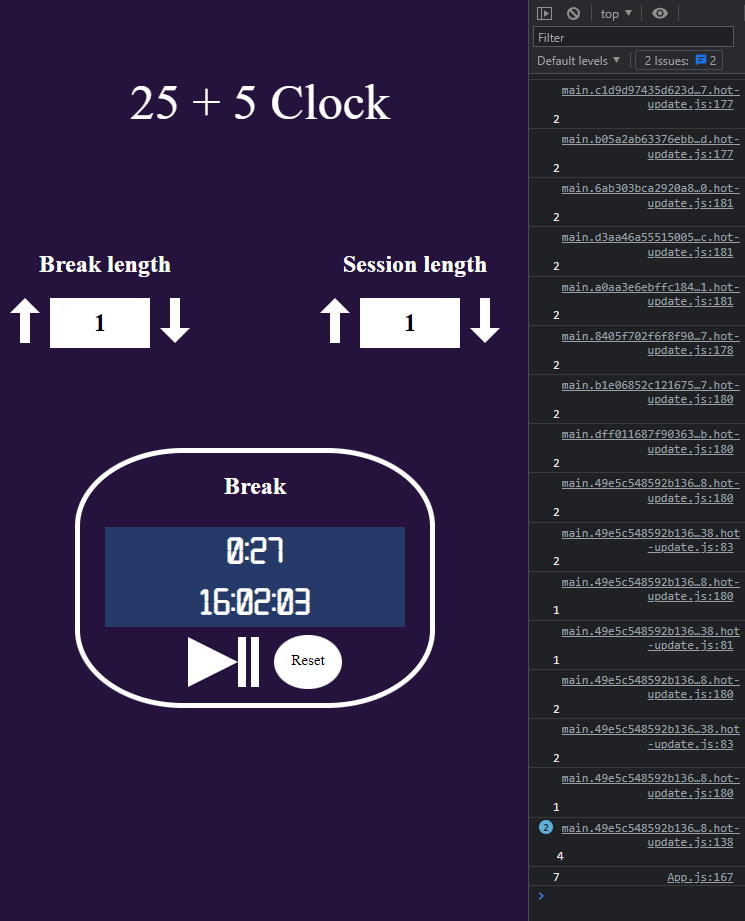 25 + 5 Clock
Break length
Session length
1
1
Break
0:27
16:02:03
Reset
top
Filter
Default levels
2 Issues:
2
main.c1d9d97435d623d…7.hot-
update.js:177
2
main.b05a2ab63376ebb…d.hot-
update.js:177
2
main.6ab303bca2920a8…0.hot-
update.js:181
2
main.d3aa46a55515005…c.hot-
update.js:181
2
main.a0aa3e6ebffc184…1.hot-
update.js:181
2
main.8405f702f6f8f90…7.hot-
update.js:178
2
main.b1e06852c121675…7.hot-
update.js:180
2
main.dff011687f90363…b.hot-
update.js:180
2
main.49e5c548592b136…8.hot-
update.js:180
2
main.49e5c548592b136…38.hot
-update.js:83
2
main.49e5c548592b136…8.hot-
update.js:180
1
main.49e5c548592b136…38.hot
-update.js:81
1
main.49e5c548592b136…8.hot-
update.js:180
2
main.49e5c548592b136…38.hot
-update.js:83
2
main.49e5c548592b136…8.hot-
update.js:180
1
2 main.49e5c548592b136…8.hot-
update.js:138
4
7 App.js:167